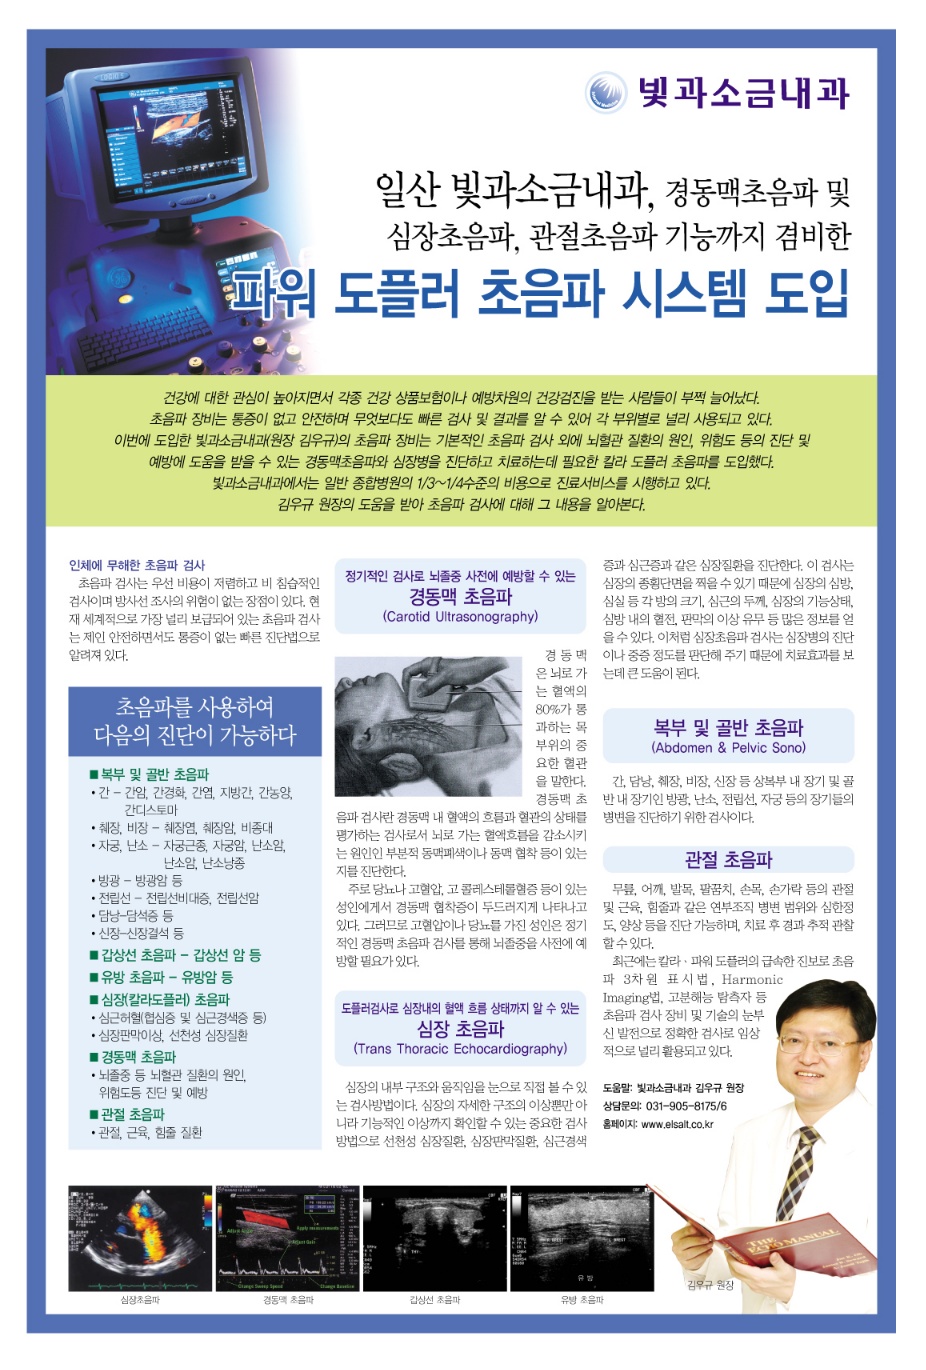 빛과소금내과
일산 빛과소금내과, 경동맥초음파 및
심장초음파, 관절초음파 기능까지 겸비한
파워 도플러 초음파 시스템 도입
건강에 대한 관심이 높아지면서 각종 건강 상품보험이나 예방차원의 건강검진을 받는 사람들이 부쩍 늘어났다.
초음파 장비는 통증이 없고 안전하며 무엇보다도 빠른 검사 및 결과를 알 수 있어 각 부위별로 널리 사용되고 있다.
이번에 도입한 빛과소금내과(원장 김우규)의 초음파 장비는 기본적인 초음파 검사 외에 뇌혈관 질환의 원인, 위험도 등의 진단 및
예방에 도움을 받을 수 있는 경동맥초음파와 심장병을 진단하고 치료하는데 필요한 칼라 도플러 초음파를 도입했다.
빛과소금내과에서는 일반 종합병원의 1/3~1/4수준의 비용으로 진료서비스를 시행하고 있다.
김우규 원장의 도움을 받아 초음파 검사에 대해 그 내용을 알아본다.
인체에 무해한 초음파 검사
초음파 검사는 우선 비용이 저렴하고 비 침습적인
검사이며 방사선 조사의 위험이 없는 장점이 있다. 현
재 세계적으로 가장 널리 보급되어 있는 초음파 검사
는 제인 안전하면서도 통증이 없는 빠른 진단법으로
알려져 있다.
초음파를 사용하여
다음의 진단이 가능하다
■ 복부 및 골반 초음파
• 간 - 간암, 간경화, 간염, 지방간, 간농양,
간디스토마
• 췌장, 비장 - 췌장염, 췌장암, 비종대
• 자궁, 난소 - 자궁근종, 자궁암, 난소암,
난소암, 난소낭종
• 방광 - 방광암 등
• 전립선 - 전립선비대증, 전립선암
• 담낭-담석증 등
• 신장-신장결석 등
■ 갑상선 초음파 - 갑상선 암 등
■ 유방 초음파 - 유방암 등
■ 심장(칼라도플러) 초음파
• 심근허혈(협심증 및 심근경색증 등)
• 심장판막이상, 선천성 심장질환
■ 경동맥 초음파
• 뇌졸중 등 뇌혈관 질환의 원인,
위험도등 진단 및 예방
■ 관절 초음파
• 관절, 근육, 힘줄 질환
정기적인 검사로 뇌졸중 사전에 예방할 수 있는
경동맥 초음파
(Carotid Ultrasonography)
경 동 맥
은 뇌로 가
는 혈액의
80%가 통
과하는 목
부위의 중
요한 혈관
을 말한다.
경동맥 초
음파 검사란 경동맥 내 혈액의 흐름과 혈관의 상태를
평가하는 검사로서 뇌로 가는 혈액흐름을 감소시키
는 원인인 부분적 동맥폐색이나 동맥 협착 등이 있는
지를 진단한다.
주로 당뇨나 고혈압, 고 콜레스테롤혈증 등이 있는
성인에게서 경동맥 협착증이 두드러지게 나타나고
있다. 그러므로 고혈압이나 당뇨를 가진 성인은 정기
적인 경동맥 초음파 검사를 통해 뇌졸중을 사전에 예
방할 필요가 있다.
도플러검사로 심장내의 혈액 흐름 상태까지 알 수 있는
심장 초음파
(Trans Thoracic Echocardiography)
심장의 내부 구조와 움직임을 눈으로 직접 볼 수 있
는 검사방법이다. 심장의 자세한 구조의 이상뿐만 아
니라 기능적인 이상까지 확인할 수 있는 중요한 검사
방법으로 선천성 심장질환, 심장판막질환, 심근경색
증과 심근증과 같은 심장질환을 진단한다. 이 검사는
심장의 종횡단면을 찍을 수 있기 때문에 심장의 심방,
심실 등 각 방의 크기, 심근의 두께, 심장의 기능상태,
심방 내의 혈전, 판막의 이상 유무 등 많은 정보를 얻
을 수 있다. 이처럼 심장초음파 검사는 심장병의 진단
이나 중증 정도를 판단해 주기 때문에 치료효과를 보
는데 큰 도움이 된다.
복부 및 골반 초음파
(Abdomen & Pelvic Sono)
간, 담낭, 췌장, 비장, 신장 등 상복부 내 장기 및 골
반 내 장기인 방광, 난소, 전립선, 자궁 등의 장기들의
병변을 진단하기 위한 검사이다.
관절 초음파
무릎, 어깨, 발목, 팔꿈치, 손목, 손가락 등의 관절
및 근육, 힘줄과 같은 연부조직 병변 범위와 심한정
도, 양상 등을 진단 가능하며, 치료 후 경과 추적 관찰
할 수 있다.
최근에는 칼라 · 파워 도플러의 급속한 진보로 초음
파 3차원 표시법, Harmonic
Imaging법, 고분해능 탐촉자 등
초음파 검사 장비 및 기술의 눈부
신 발전으로 정확한 검사로 임상
적으로 널리 활용되고 있다.
도움말: 빛과소금내과 김우규 원장
상담문의: 031-905-8175/6
홈페이지: www.elsalt.co.kr
THE
ECHO MANUAL
Apply measurements
Change Sweep Speed
Change Baseline
유 방
심장초음파
경동맥 초음파
갑상선 초음파
유방 초음파
김우규 원장